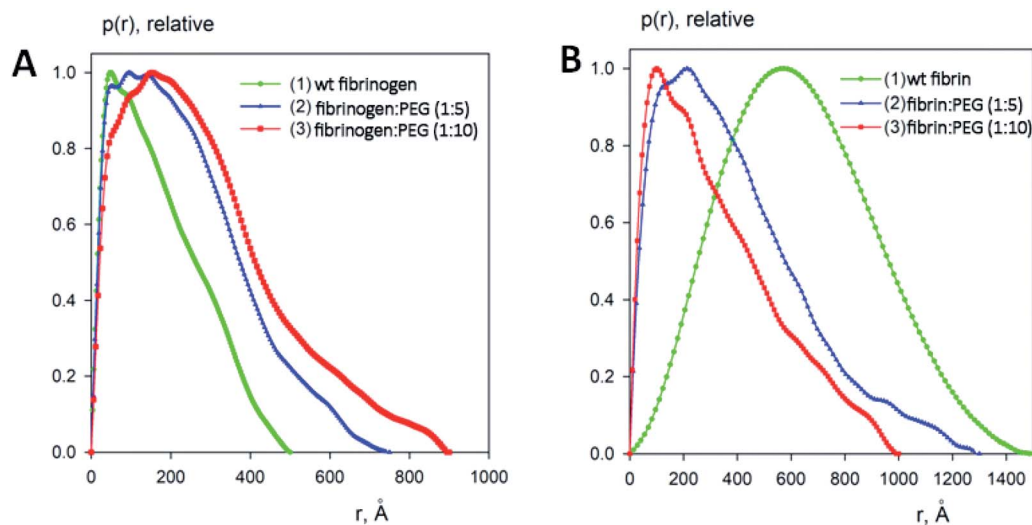 p(r), relative
A
1.0
0.8
0.6
0.4
0.2
0.0
(1) wt fibrinogen
(2) fibrinogen:PEG (1:5)
(3) fibrinogen:PEG (1:10)
0 200 400 600 800 1000
r, Å
p(r), relative
B
1.0
0.8
0.6
0.4
0.2
0.0
(1) wt fibrin
(2) fibrin:PEG (1:5)
(3) fibrin:PEG (1:10)
0 200 400 600 800 1000 1200 1400
r, Å